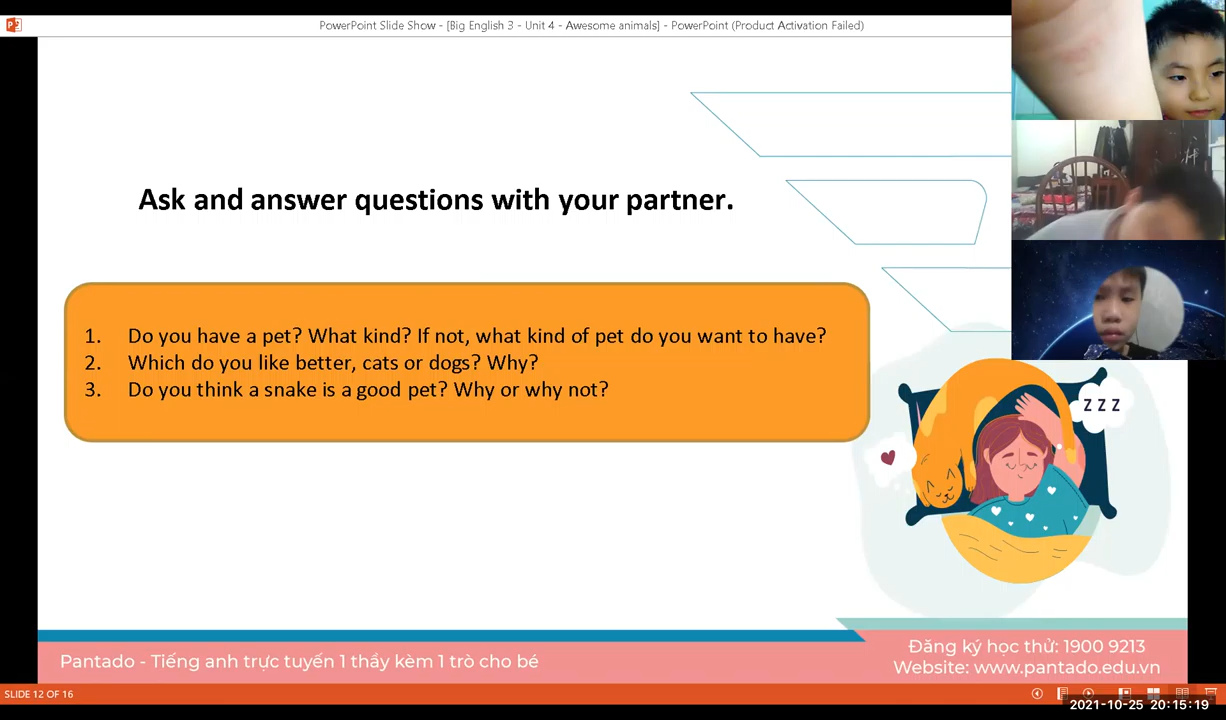 PowerPoint Slide Show - [Big English 3 - Unit 4 - Awesome animals] - PowerPoint (Product Activation Failed)
Ask and answer questions with your partner.
1. Do you have a pet? What kind? If not, what kind of pet do you want to have?
2. Which do you like better, cats or dogs? Why?
3. Do you think a snake is a good pet? Why or why not?
Z Z Z
Pantado - Tiếng anh trực tuyến 1 thầy kèm 1 trò cho bé
Đăng ký học thử: 1900 9213
Website: www.pantado.edu.vn
SLIDE 12 OF 16
2021-10-25 20:15:19